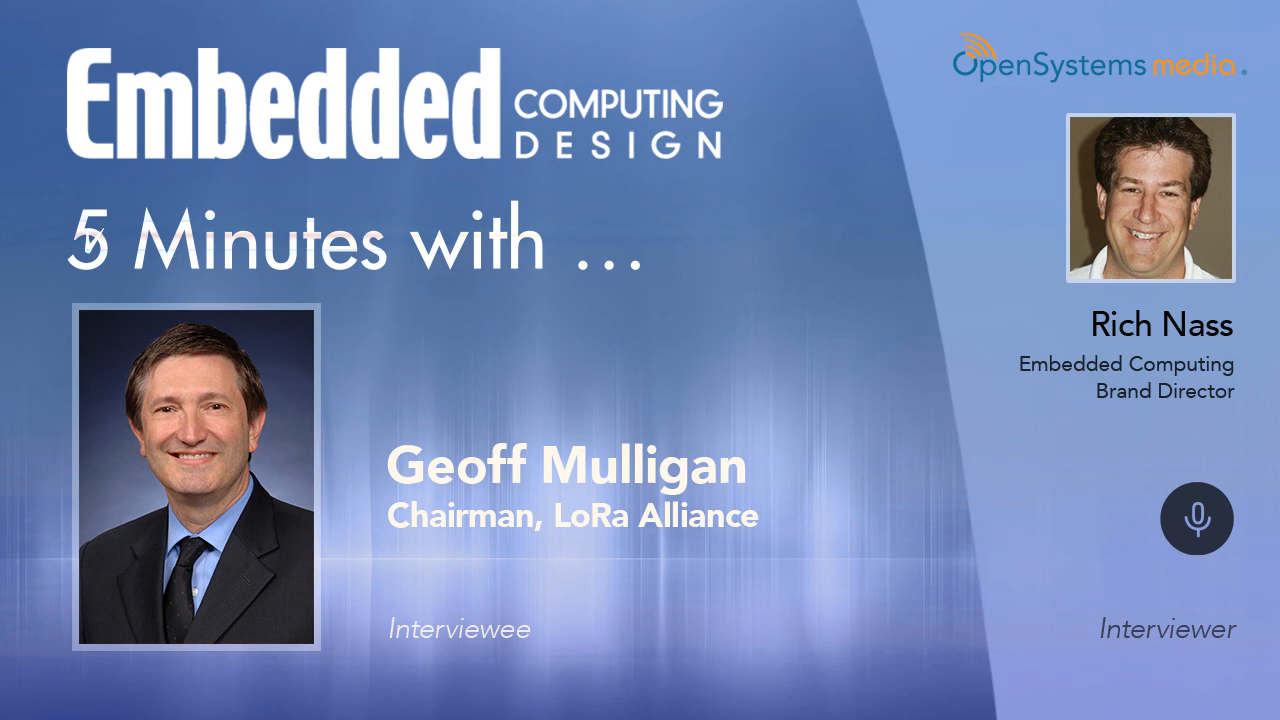 Embedded COMPUTING DESIGN
5 Minutes with ...
Geoff Mulligan
Chairman, LoRa Alliance
Interviewee
OpenSystems media.
Rich Nass
Embedded Computing
Brand Director
Interviewer